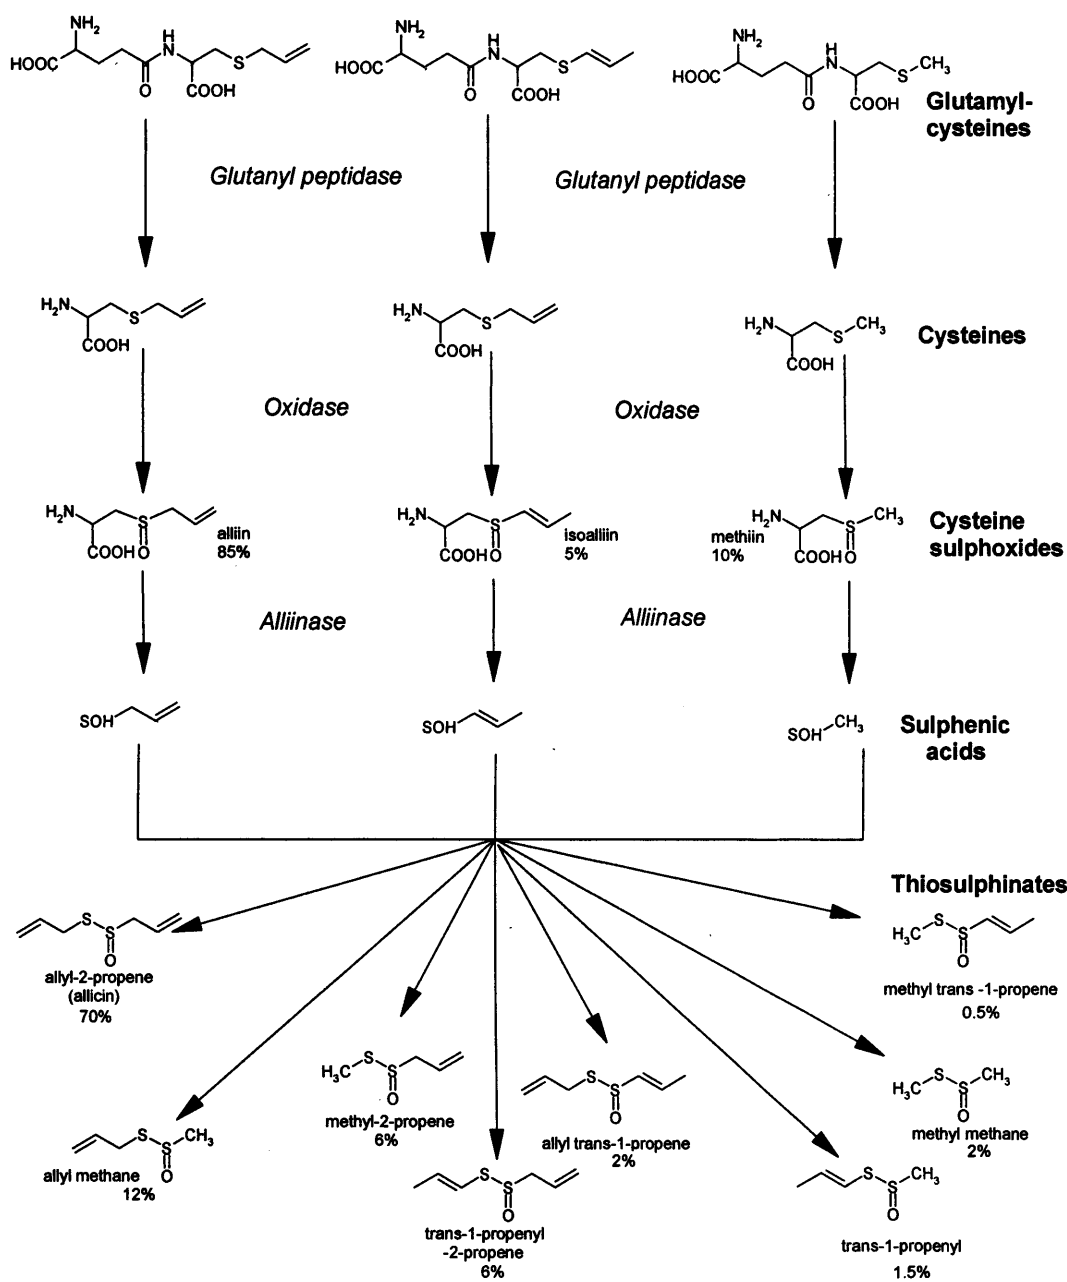 NH2 NH2 NH2
HOOC N H S O COOH
HOOC N H S O COOH
HOOC N H S CH3 O COOH
Glutamyl-
cysteines
Glutanyl peptidase Glutanyl peptidase
H2N S COOH
H2N S COOH
H2N S CH3 COOH
Cysteines
Oxidase Oxidase
H2N S COOH O
alliin
85%
H2N S COOH O
isoalliin
5%
methiin
10%
H2N S CH3 COOH O
Cysteine
sulphoxides
Alliinase Alliinase
SOH SOH SOH CH3
Sulphenic
acids
Thiosulphinates
S S O
allyl-2-propene
(allicin)
70%
H3C S S O
methyl trans -1-propene
0.5%
H3C S S O
methyl-2-propene
6%
S S O
allyl trans-1-propene
2%
H3C S S CH3 O
methyl methane
2%
S S CH3 O
allyl methane
12%
S S O
trans-1-propenyl
-2-propene
6%
S S CH3 O
trans-1-propenyl
1.5%